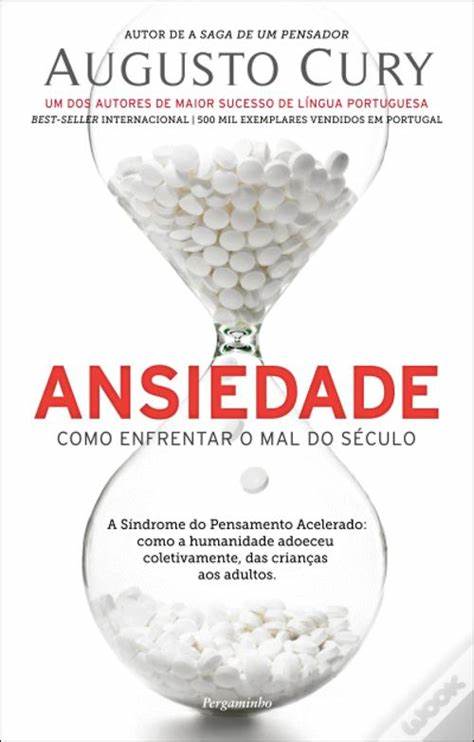 AUTOR DE A SAGA DE UM PENSADOR
AUGUSTO CURY
UM DOS AUTORES DE MAIOR SUCESSO DE LÍNGUA PORTUGUESA
BEST-SELLER INTERNACIONAL | 500 MIL EXEMPLARES VENDIDOS EM PORTUGAL
ANSIEDADE
COMO ENFRENTAR O MAL DO SÉCULO
A Síndrome do Pensamento Acelerado:
como a humanidade adoeceu
coletivamente, das crianças
aos adultos.
Pergaminho
wook